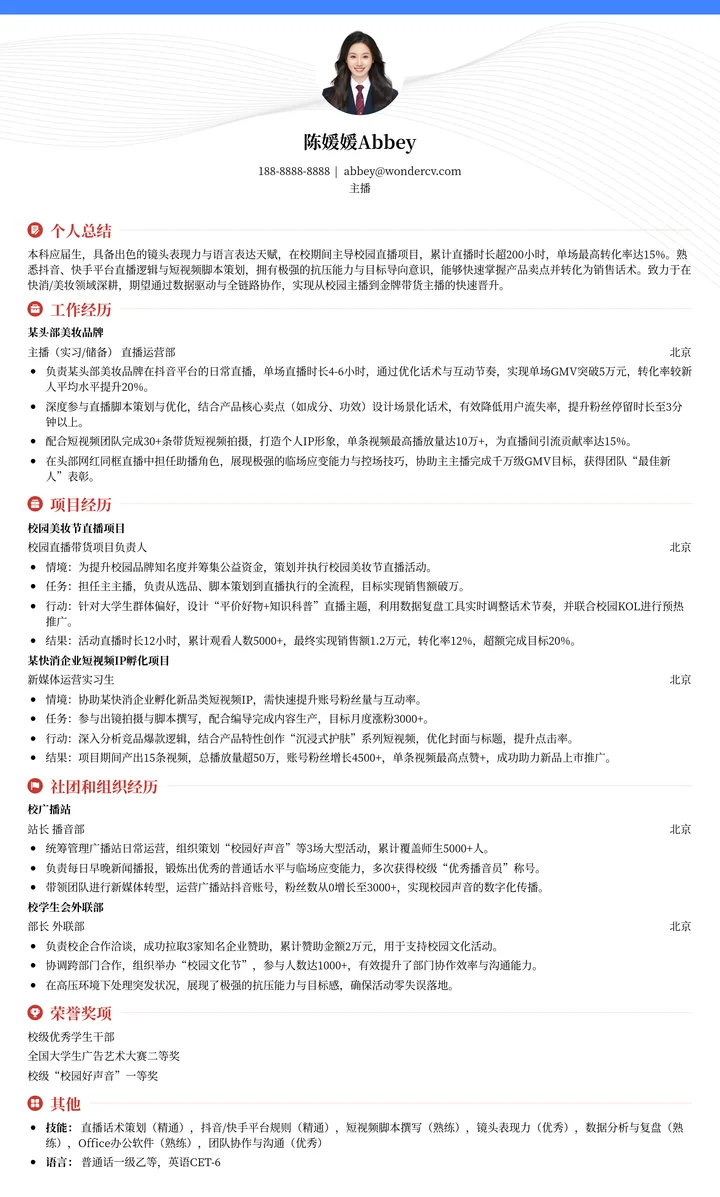 陈媛媛Abbey
188-8888-8888 | abbey@wondercv.com
主播
个人总结
本科应届生，具备出色的镜头表现力与语言表达天赋，在校期间主导校园直播项目，累计直播时长超200小时，单场最高转化率达15%。熟
悉抖音、快手平台直播逻辑与短视频脚本策划，拥有极强的抗压能力与目标导向意识，能够快速掌握产品卖点并转化为销售话术。致力于在
快消/美妆领域深耕，期望通过数据驱动与全链路协作，实现从校园主播到金牌带货主播的快速晋升。
工作经历
某头部美妆品牌
主播（实习/储备） 直播运营部 北京
• 负责某头部美妆品牌在抖音平台的日常直播，单场直播时长4-6小时，通过优化话术与互动节奏，实现单场GMV突破5万元，转化率较新
人平均水平提升20%。
• 深度参与直播脚本策划与优化，结合产品核心卖点（如成分、功效）设计场景化话术，有效降低用户流失率，提升粉丝停留时长至3分
钟以上。
• 配合短视频团队完成30+条带货短视频拍摄，打造个人IP形象，单条视频最高播放量达10万+，为直播间引流贡献率达15%。
• 在头部网红同框直播中担任助播角色，展现极强的临场应变能力与控场技巧，协助主主播完成千万级GMV目标，获得团队“最佳新
人”表彰。
项目经历
校园美妆节直播项目
校园直播带货项目负责人 北京
• 情境：为提升校园品牌知名度并筹集公益资金，策划并执行校园美妆节直播活动。
• 任务：担任主主播，负责从选品、脚本策划到直播执行的全流程，目标实现销售额破万。
• 行动：针对大学生群体偏好，设计“平价好物+知识科普”直播主题，利用数据复盘工具实时调整话术节奏，并联合校园KOL进行预热
推广。
• 结果：活动直播时长12小时，累计观看人数5000+，最终实现销售额1.2万元，转化率12%，超额完成目标20%。
某快消企业短视频IP孵化项目
新媒体运营实习生 北京
• 情境：协助某快消企业孵化新品类短视频IP，需快速提升账号粉丝量与互动率。
• 任务：参与出镜拍摄与脚本撰写，配合编导完成内容生产，目标月度涨粉3000+。
• 行动：深入分析竞品爆款逻辑，结合产品特性创作“沉浸式护肤”系列短视频，优化封面与标题，提升点击率。
• 结果：项目期间产出15条视频，总播放量超50万，账号粉丝增长4500+，单条视频最高点赞+，成功助力新品上市推广。
社团和组织经历
校广播站
站长 播音部 北京
• 统筹管理广播站日常运营，组织策划“校园好声音”等3场大型活动，累计覆盖师生5000+人。
• 负责每日早晚新闻播报，锻炼出优秀的普通话水平与临场应变能力，多次获得校级“优秀播音员”称号。
• 带领团队进行新媒体转型，运营广播站抖音账号，粉丝数从0增长至3000+，实现校园声音的数字化传播。
校学生会外联部
部长 外联部 北京
• 负责校企合作洽谈，成功拉取3家知名企业赞助，累计赞助金额2万元，用于支持校园文化活动。
• 协调跨部门合作，组织举办“校园文化节”，参与人数达1000+，有效提升了部门协作效率与沟通能力。
• 在高压环境下处理突发状况，展现了极强的抗压能力与目标感，确保活动零失误落地。
荣誉奖项
校级优秀学生干部
全国大学生广告艺术大赛二等奖
校级“校园好声音”一等奖
其他
• 技能： 直播话术策划（精通），抖音/快手平台规则（精通），短视频脚本撰写（熟练），镜头表现力（优秀），数据分析与复盘（熟
练），Office办公软件（熟练），团队协作与沟通（优秀）
• 语言： 普通话一级乙等，英语CET-6